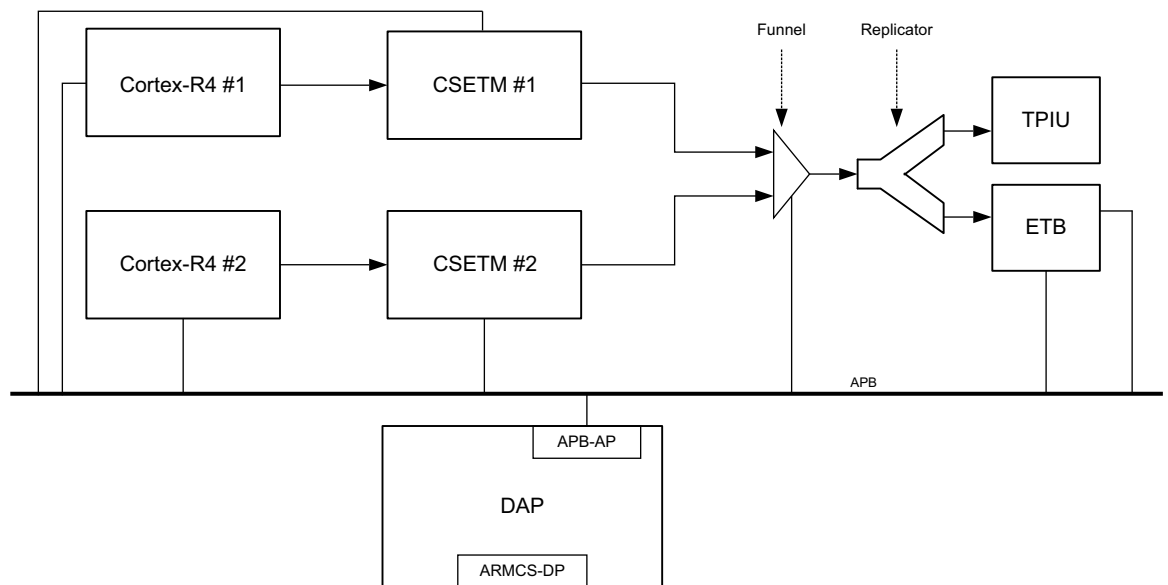 Funnel
Replicator
Cortex-R4 #1
CSETM #1
TPIU
Cortex-R4 #2
CSETM #2
ETB
APB
APB-AP
DAP
ARMCS-DP